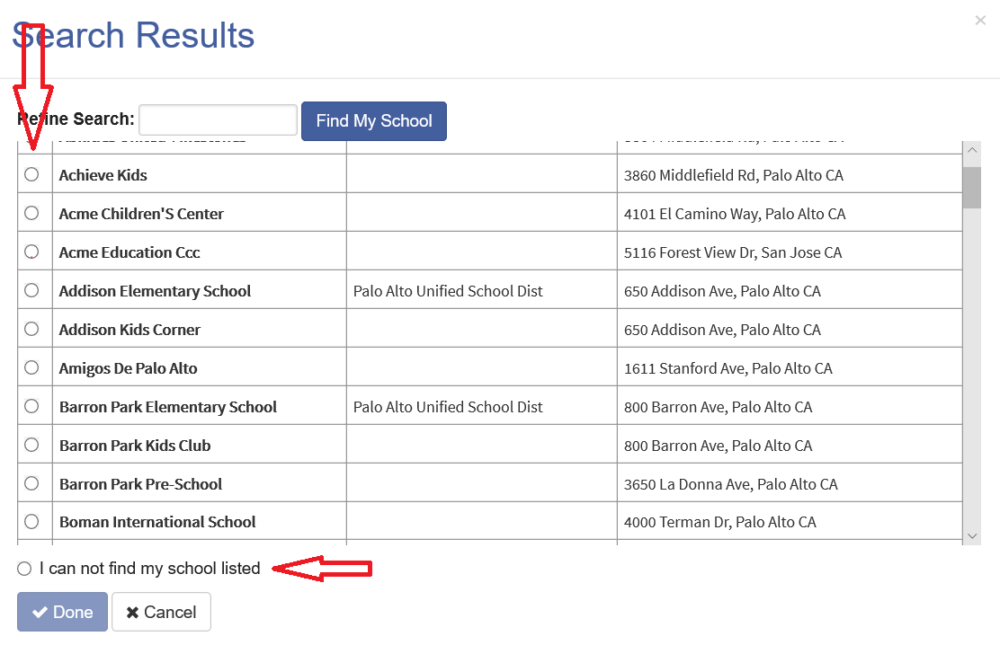 Search Results
×
Refine Search:
Find My School
Achieve Kids 3860 Middlefield Rd, Palo Alto CA
Acme Children'S Center 4101 El Camino Way, Palo Alto CA
Acme Education Ccc 5116 Forest View Dr, San Jose CA
Addison Elementary School Palo Alto Unified School Dist 650 Addison Ave, Palo Alto CA
Addison Kids Corner 650 Addison Ave, Palo Alto CA
Amigos De Palo Alto 1611 Stanford Ave, Palo Alto CA
Barron Park Elementary School Palo Alto Unified School Dist 800 Barron Ave, Palo Alto CA
Barron Park Kids Club 800 Barron Ave, Palo Alto CA
Barron Park Pre-School 3650 La Donna Ave, Palo Alto CA
Boman International School 4000 Terman Dr, Palo Alto CA
I can not find my school listed
Done
Cancel